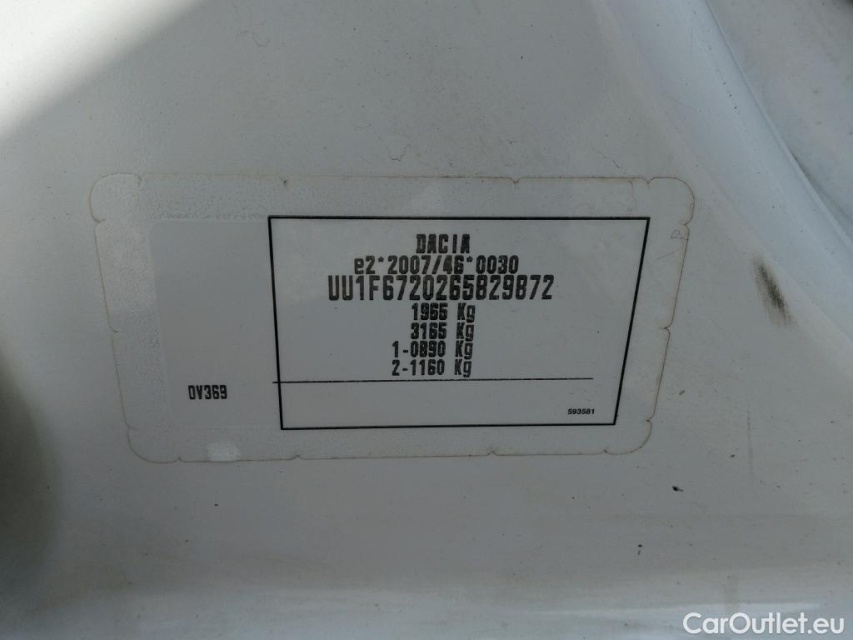 DACIA
e2*2007/46*0030
UU1F6720265829872
1965 Kg
3165 Kg
1-0890 Kg
2-1160 Kg
0V369
593581
CarOutlet.eu